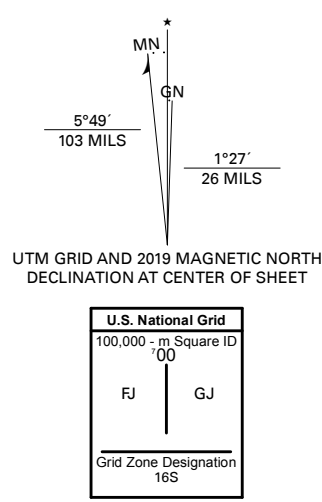 ★
MN
GN
5°49´
103 MILS
1°27´
26 MILS
UTM GRID AND 2019 MAGNETIC NORTH
DECLINATION AT CENTER OF SHEET
U.S. National Grid
100,000 - m Square ID
⁷00
FJ GJ
Grid Zone Designation
16S